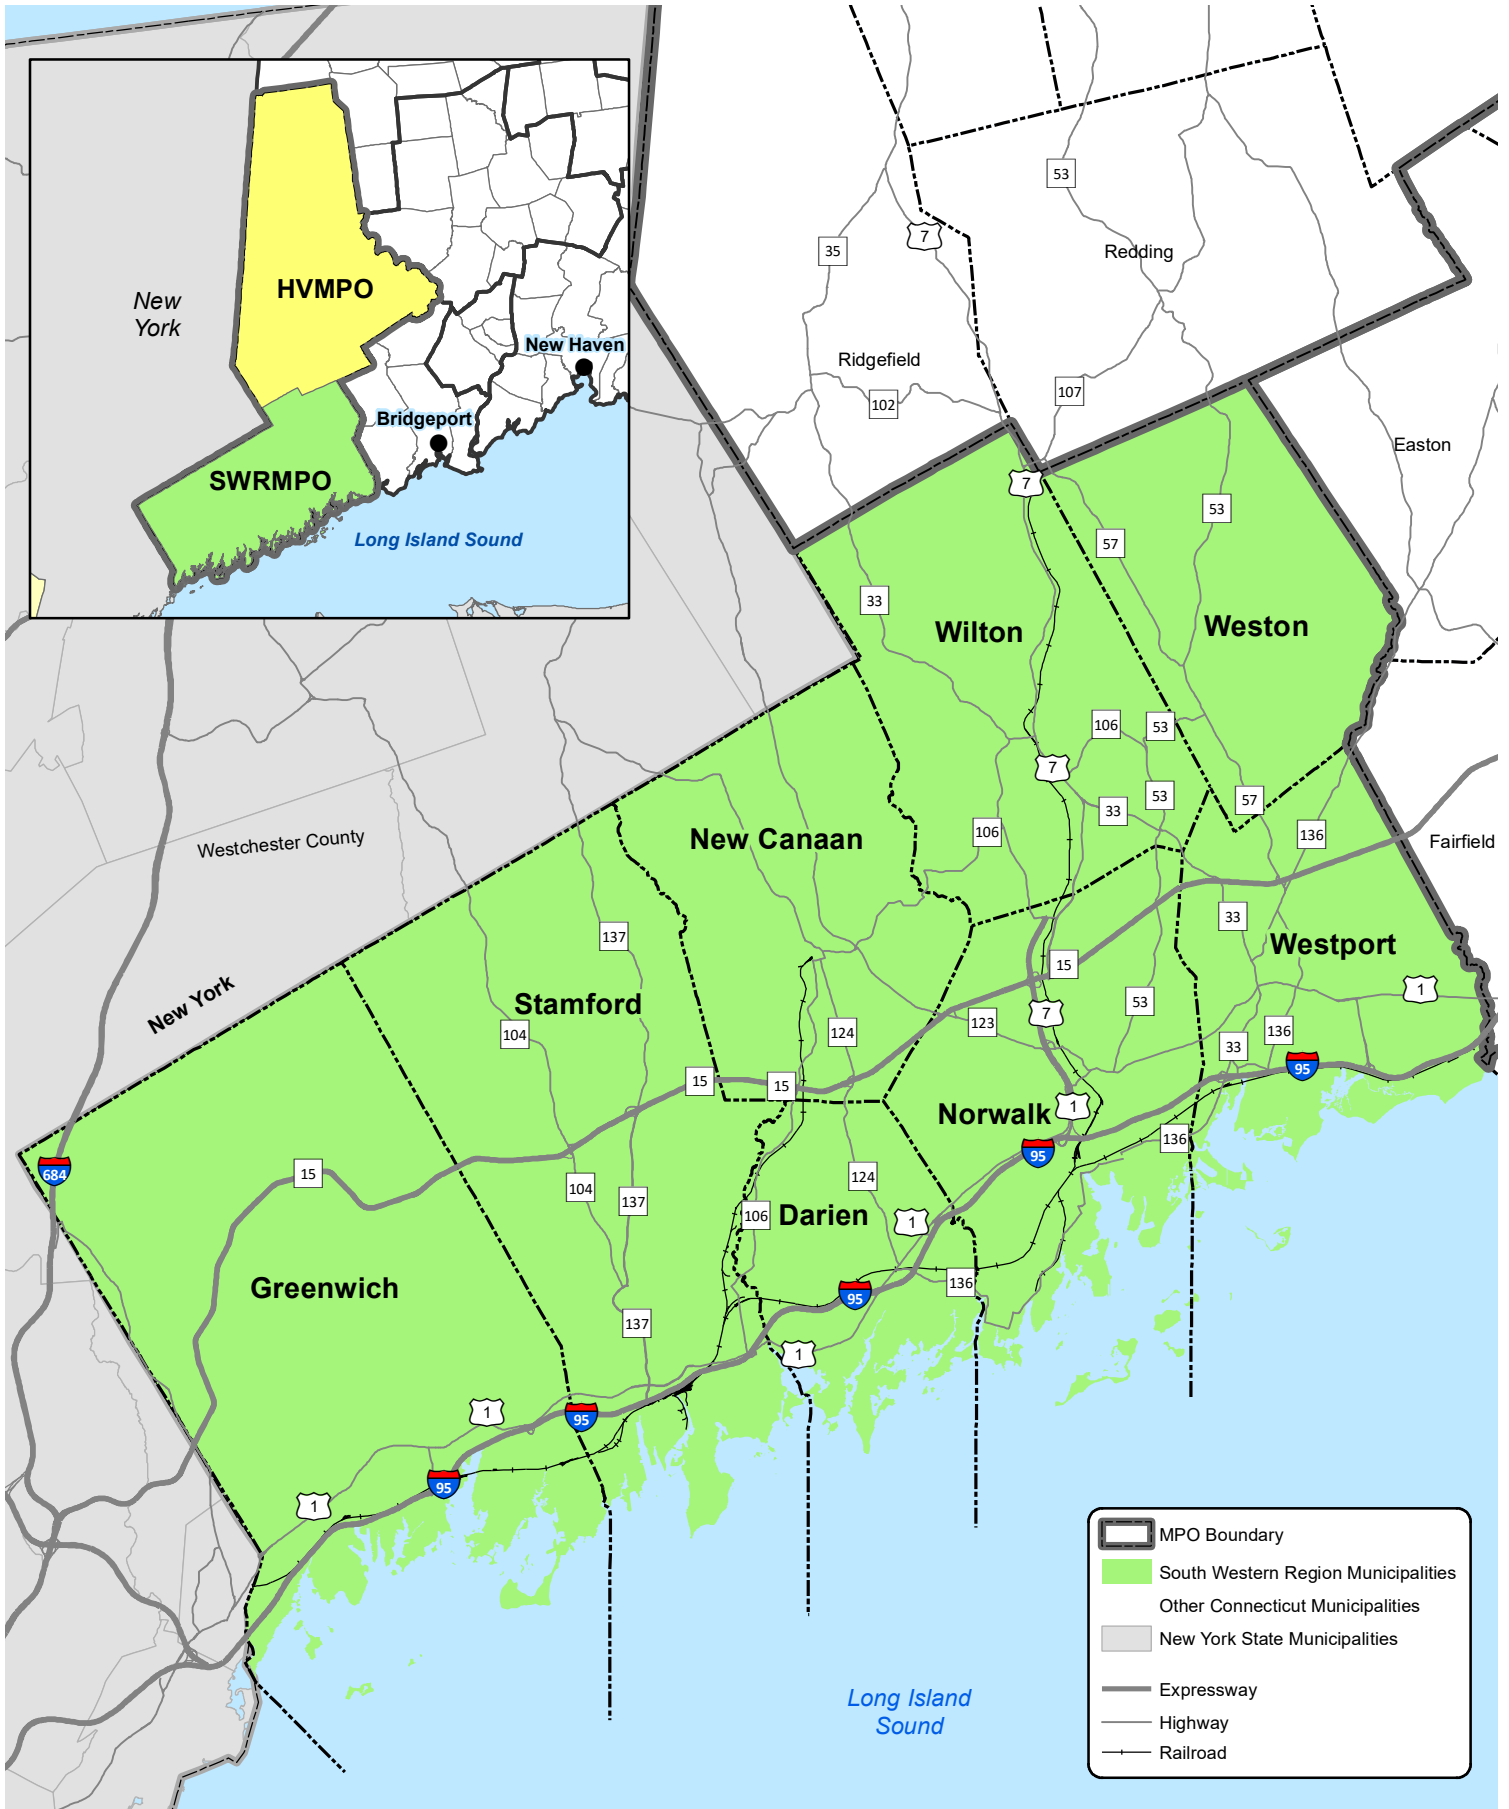 53
7
35
Redding
New
York
HVMPO
New Haven
Ridgefield
107
102
Bridgeport
Easton
SWRMPO
7
53
Long Island Sound
57
33
Wilton
Weston
106
53
7
53
57
33
106
136
New Canaan
Westchester County
Fairfield
137
33
Westport
15
New York
Stamford
1
53
7
123
104
124
136
33
95
15
15
Norwalk
1
136
95
684
15
104
124
137
106
Darien
1
Greenwich
136
95
137
1
1
95
95
1
MPO Boundary
South Western Region Municipalities
Other Connecticut Municipalities
New York State Municipalities
Expressway
Highway
Railroad
Long Island
Sound